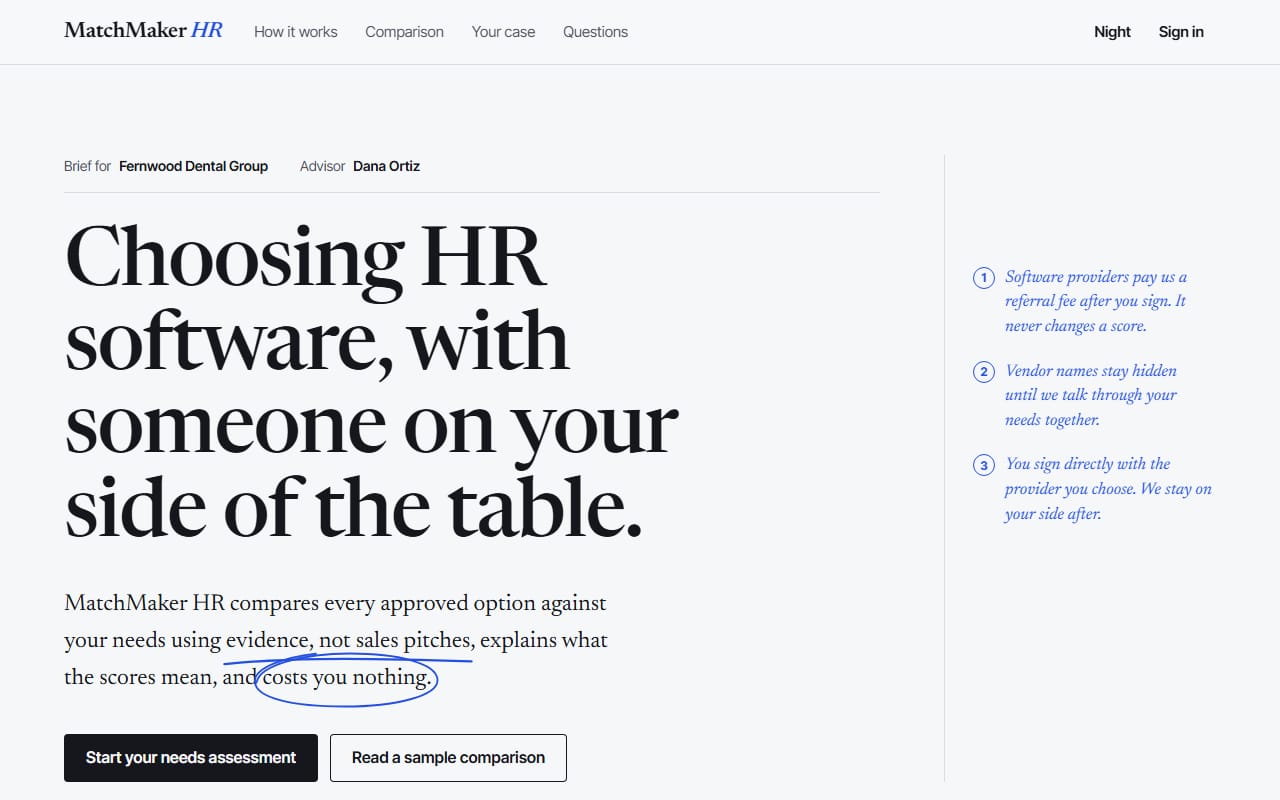 MatchMaker HR
How it works
Comparison
Your case
Questions
Night
Sign in
Brief for Fernwood Dental Group
Advisor Dana Ortiz
Choosing HR
software, with
someone on your
side of the table.
MatchMaker HR compares every approved option against
your needs using evidence, not sales pitches, explains what
the scores mean, and costs you nothing.
Start your needs assessment
Read a sample comparison
1 Software providers pay us a
referral fee after you sign. It
never changes a score.
2 Vendor names stay hidden
until we talk through your
needs together.
3 You sign directly with the
provider you choose. We stay on
your side after.